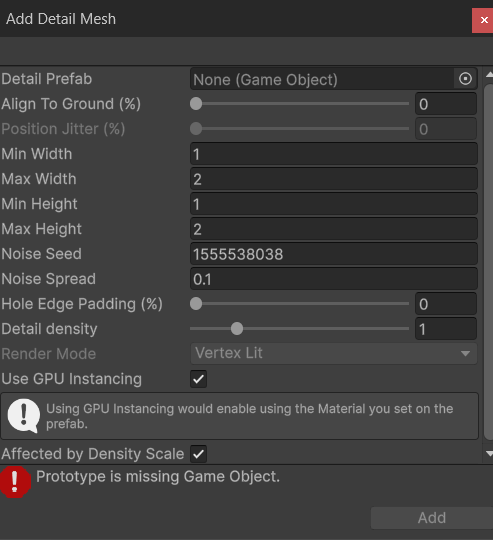 Add Detail Mesh
Detail Prefab None (Game Object)
Align To Ground (%) 0
Position Jitter (%) 0
Min Width 1
Max Width 2
Min Height 1
Max Height 2
Noise Seed 1555538038
Noise Spread 0.1
Hole Edge Padding (%) 0
Detail density 1
Render Mode Vertex Lit
Use GPU Instancing
Using GPU Instancing would enable using the Material you set on the
prefab.
Affected by Density Scale
Prototype is missing Game Object.
Add